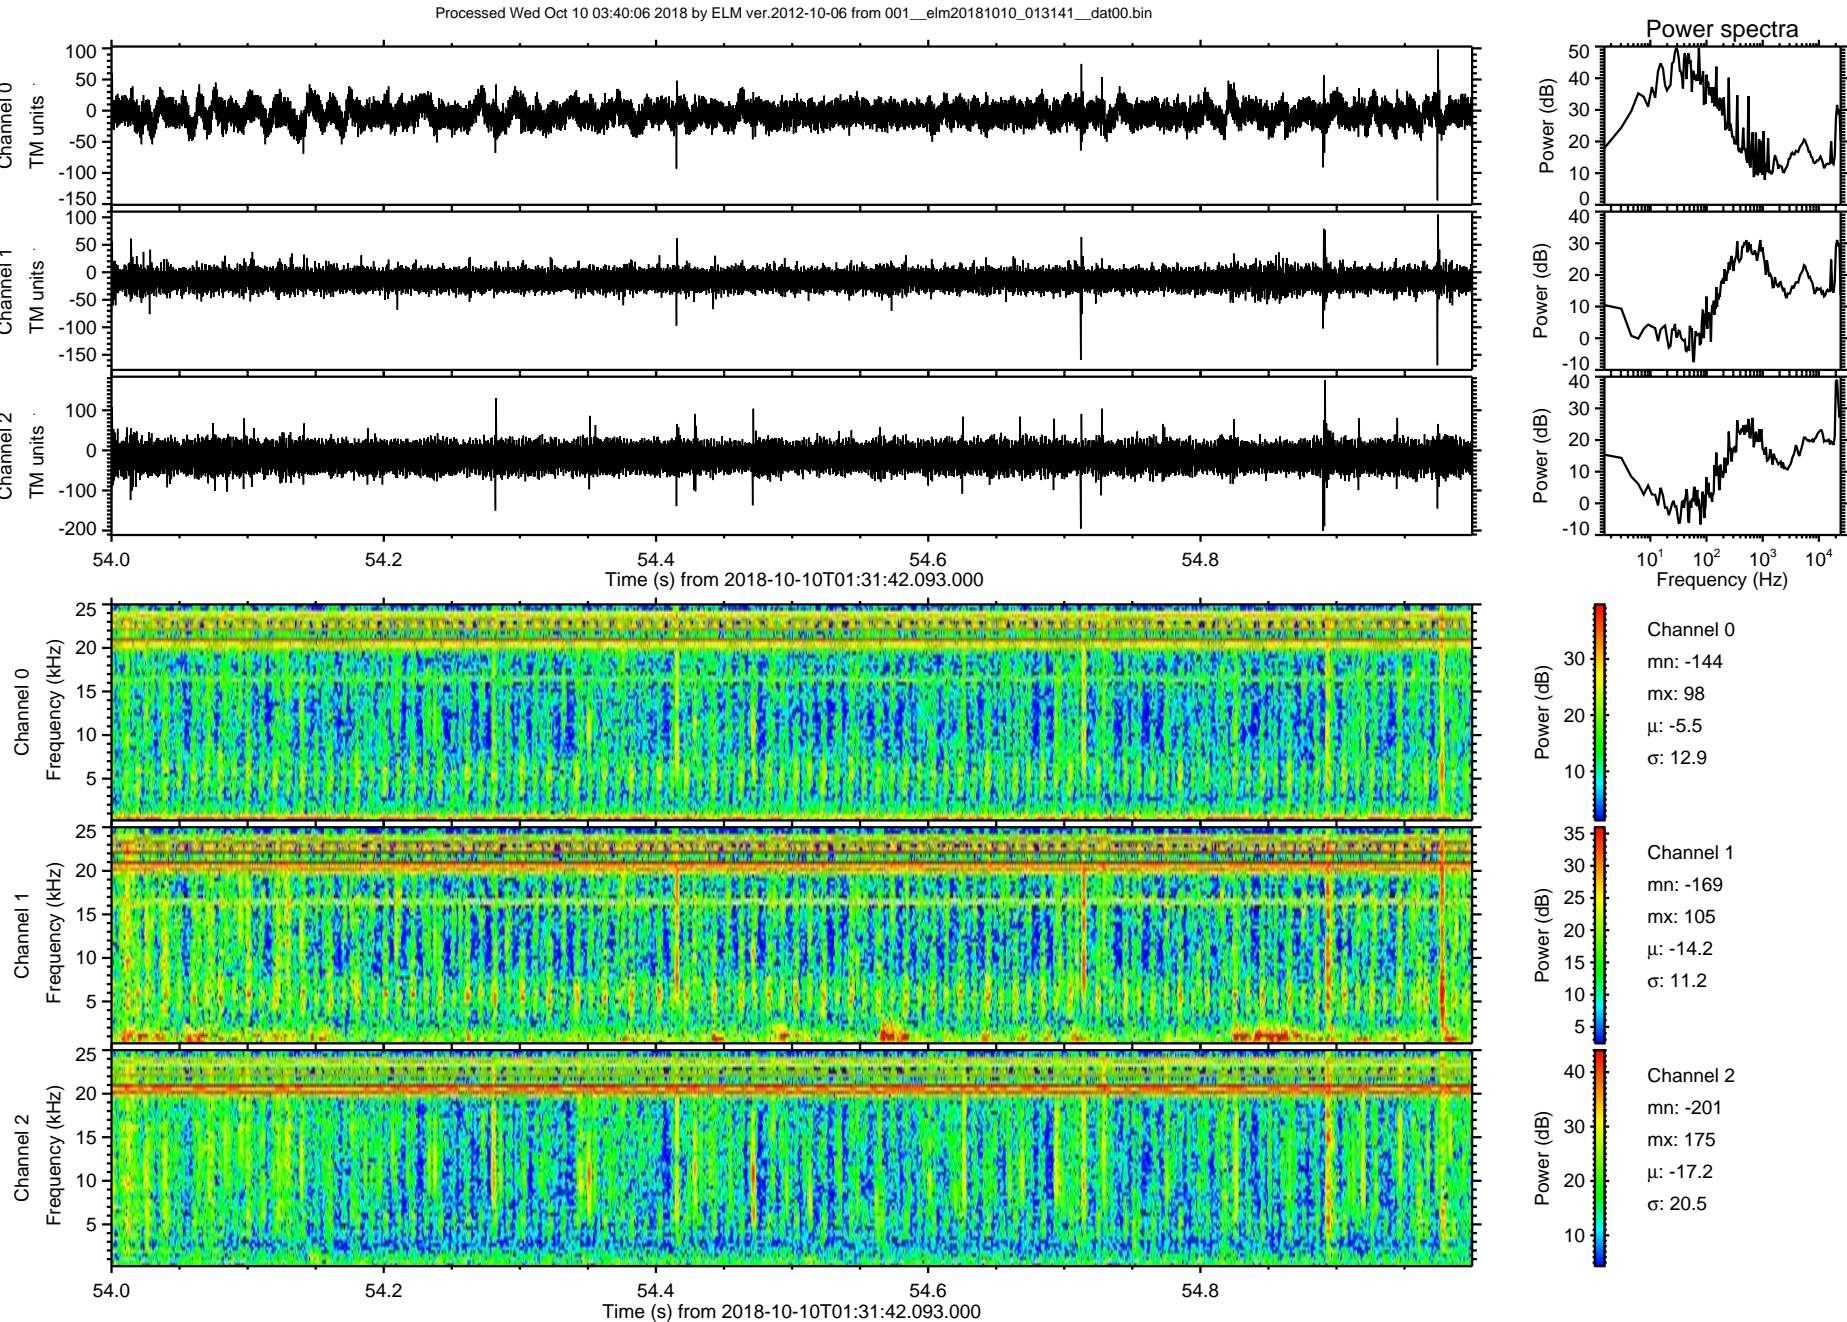 Processed Wed Oct 10 03:40:06 2018 by ELM ver.2012-10-06 from 001__elm20181010_013141__dat00.bin
Power spectra
Channel 0
TM units
100
50
0
-50
-100
-150
Power (dB)
50
40
30
20
10
0
Channel 1
TM units
100
50
0
-50
-100
-150
Power (dB)
40
30
20
10
0
-10
Channel 2
TM units
100
0
-100
-200
Power (dB)
40
30
20
10
0
-10
54.0 54.2 54.4 54.6 54.8
Time (s) from 2018-10-10T01:31:42.093.000
10^1 10^2 10^3 10^4
Frequency (Hz)
Channel 0
Frequency (kHz)
25
20
15
10
5
Power (dB)
30
20
10
Channel 0
mn: -144
mx: 98
μ: -5.5
σ: 12.9
Channel 1
Frequency (kHz)
25
20
15
10
5
Power (dB)
35
30
25
20
15
10
5
Channel 1
mn: -169
mx: 105
μ: -14.2
σ: 11.2
Channel 2
Frequency (kHz)
25
20
15
10
5
Power (dB)
40
30
20
10
Channel 2
mn: -201
mx: 175
μ: -17.2
σ: 20.5
54.0 54.2 54.4 54.6 54.8
Time (s) from 2018-10-10T01:31:42.093.000